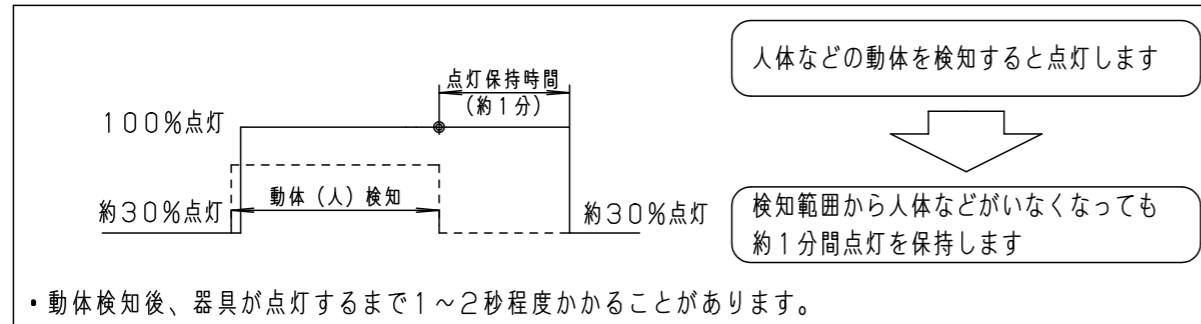 点灯保持時間
(約1分)
100%点灯
動体(人)検知
約30%点灯
約30%点灯
人体などの動体を検知すると点灯します
検知範囲から人体などがいなくなっても
約1分間点灯を保持します
・動体検知後、器具が点灯するまで1~2秒程度かかることがあります。